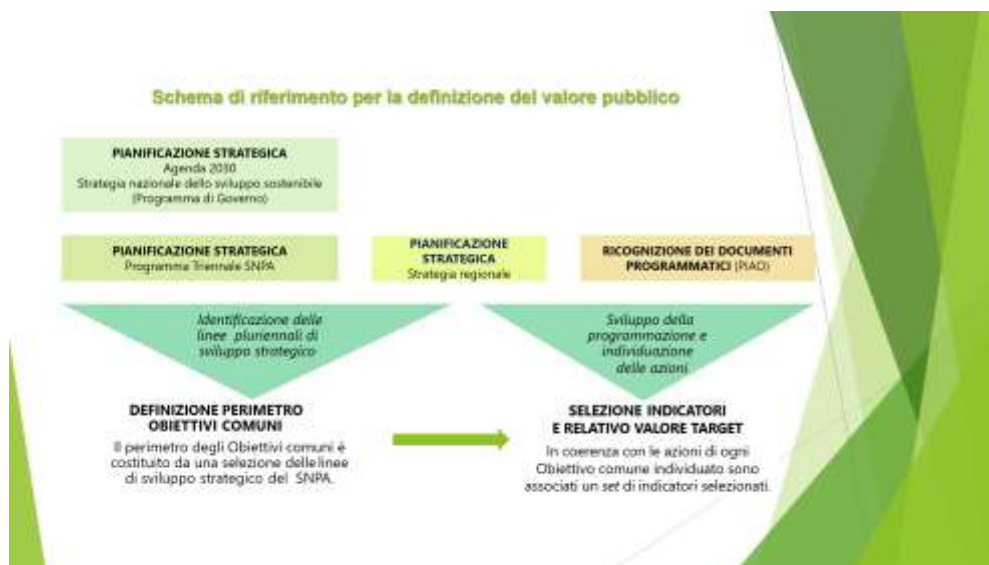 Schema di riferimento per la definizione del valore pubblico
PIANIFICAZIONE STRATEGICA
Agenda 2030
Strategia nazionale dello sviluppo sostenibile
(Programma di Governo)
PIANIFICAZIONE STRATEGICA
Programma Triennale SNPA
PIANIFICAZIONE
STRATEGICA
Strategia regionale
RICOGNIZIONE DEI DOCUMENTI
PROGRAMMATICI (PIAO)
Identificazione delle
linee pluriennali di
sviluppo strategico
Sviluppo della
programmazione e
individuazione
delle azioni
DEFINIZIONE PERIMETRO
OBIETTIVI COMUNI
Il perimetro degli Obiettivi comuni è
costituito da una selezione delle linee
di sviluppo strategico del SNPA.
SELEZIONE INDICATORI
E RELATIVO VALORE TARGET
In coerenza con le azioni di ogni
Obiettivo comune individuato sono
associati un set di indicatori selezionati.